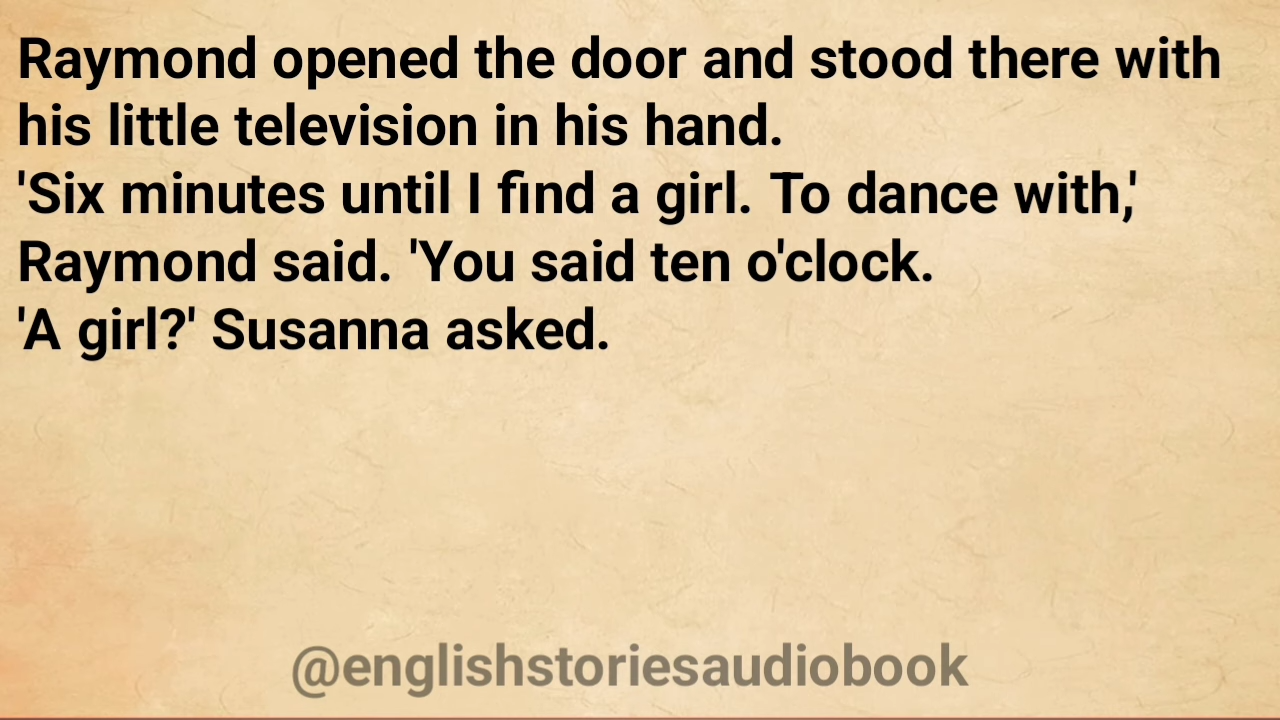 Raymond opened the door and stood there with
his little television in his hand.
'Six minutes until I find a girl. To dance with,'
Raymond said. 'You said ten o'clock.
'A girl?' Susanna asked.
@englishstoriesaudiobook